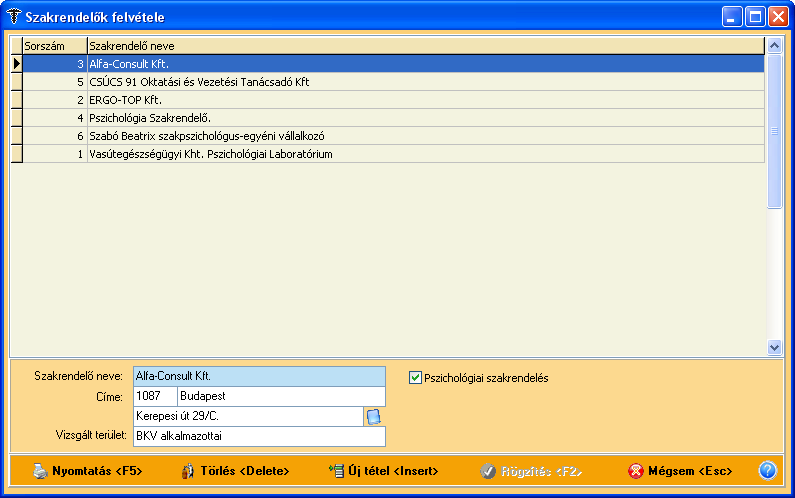 Szakrendelők felvétele
Sorszám Szakrendelő neve
3 Alfa-Consult Kft.
5 CSÚCS 91 Oktatási és Vezetési Tanácsadó Kft
2 ERGO-TOP Kft.
4 Pszichológia Szakrendelő.
6 Szabó Beatrix szakpszichológus-egyéni vállalkozó
1 Vasútegészségügyi Kht. Pszichológiai Laboratórium
Szakrendelő neve: Alfa-Consult Kft. Pszichológiai szakrendelés
Címe: 1087 Budapest
Kerepesi út 29/C.
Vizsgált terület: BKV alkalmazottai
Nyomtatás <F5> Törlés <Delete> Új tétel <Insert> Rögzítés <F2> Mégsem <Esc> ?